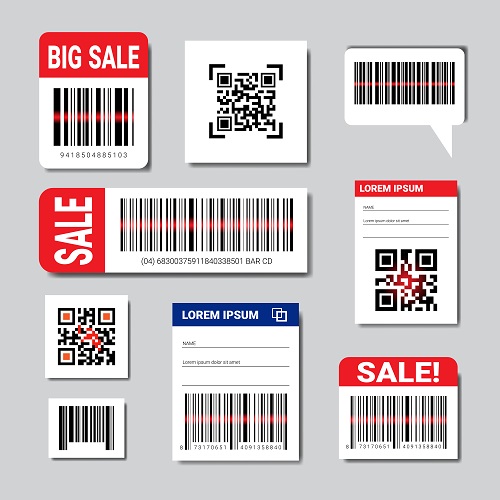 BIG SALE
9418504885103
SALE
(04) 68300375911840338501 BAR CD
LOREM IPSUM
NAME
Lorem ipsum dolor sit amet
LOREM IPSUM
NAME
Lorem ipsum dolor sit amet
8 73170651 4091358840
SALE!
8 73170651 4091358840